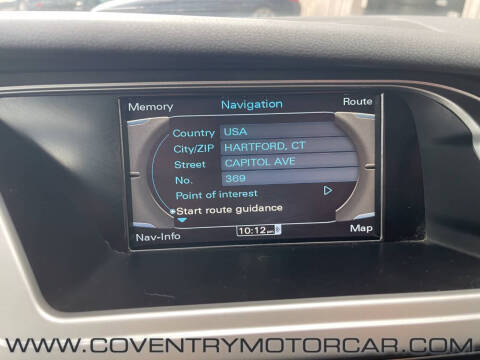 Memory Navigation Route
Country USA
City/ZIP HARTFORD, CT
Street CAPITOL AVE
No. 369
Point of interest
Start route guidance
Nav-Info 10:12 Map
WWW.COVENTRYMOTORCAR.COM